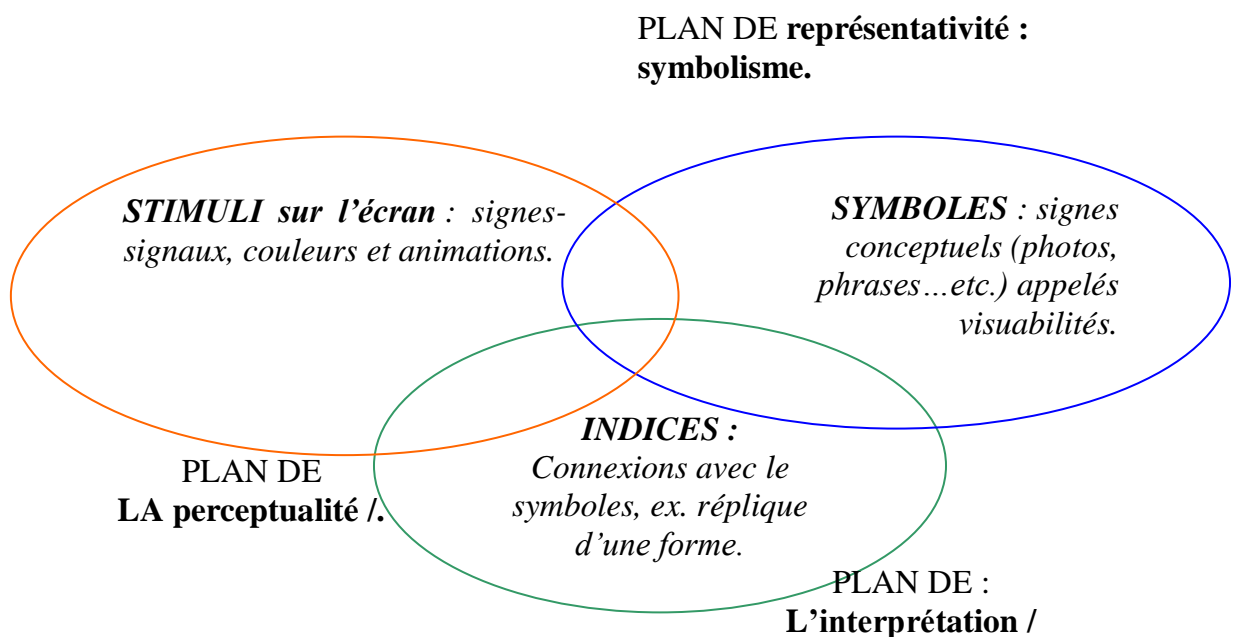 PLAN DE représentativité :
symbolisme.
STIMULI sur l’écran : signes-
signaux, couleurs et animations.
SYMBOLES : signes
conceptuels (photos,
phrases…etc.) appelés
visuabilités.
INDICES :
Connexions avec le
symboles, ex. réplique
d’une forme.
PLAN DE
LA perceptualité /.
PLAN DE :
L’interprétation /